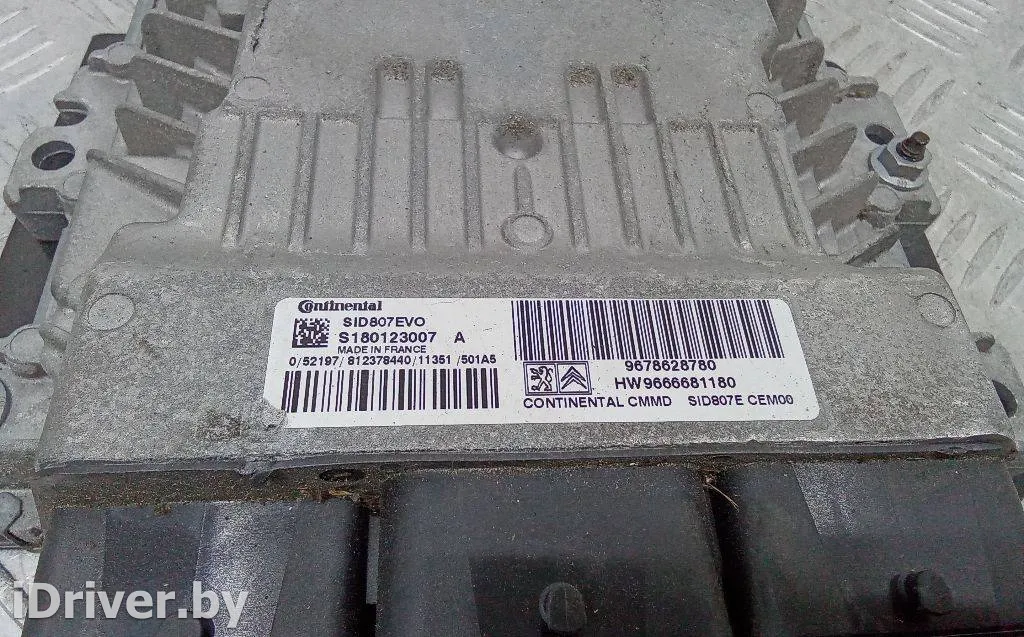 Continental
SID807EVO
S180123007 A
MADE IN FRANCE
0/52197/812378440/11351/501A5
9678628780
HW9666681180
CONTINENTAL CMMD SID807E CEM00
iDriver.by